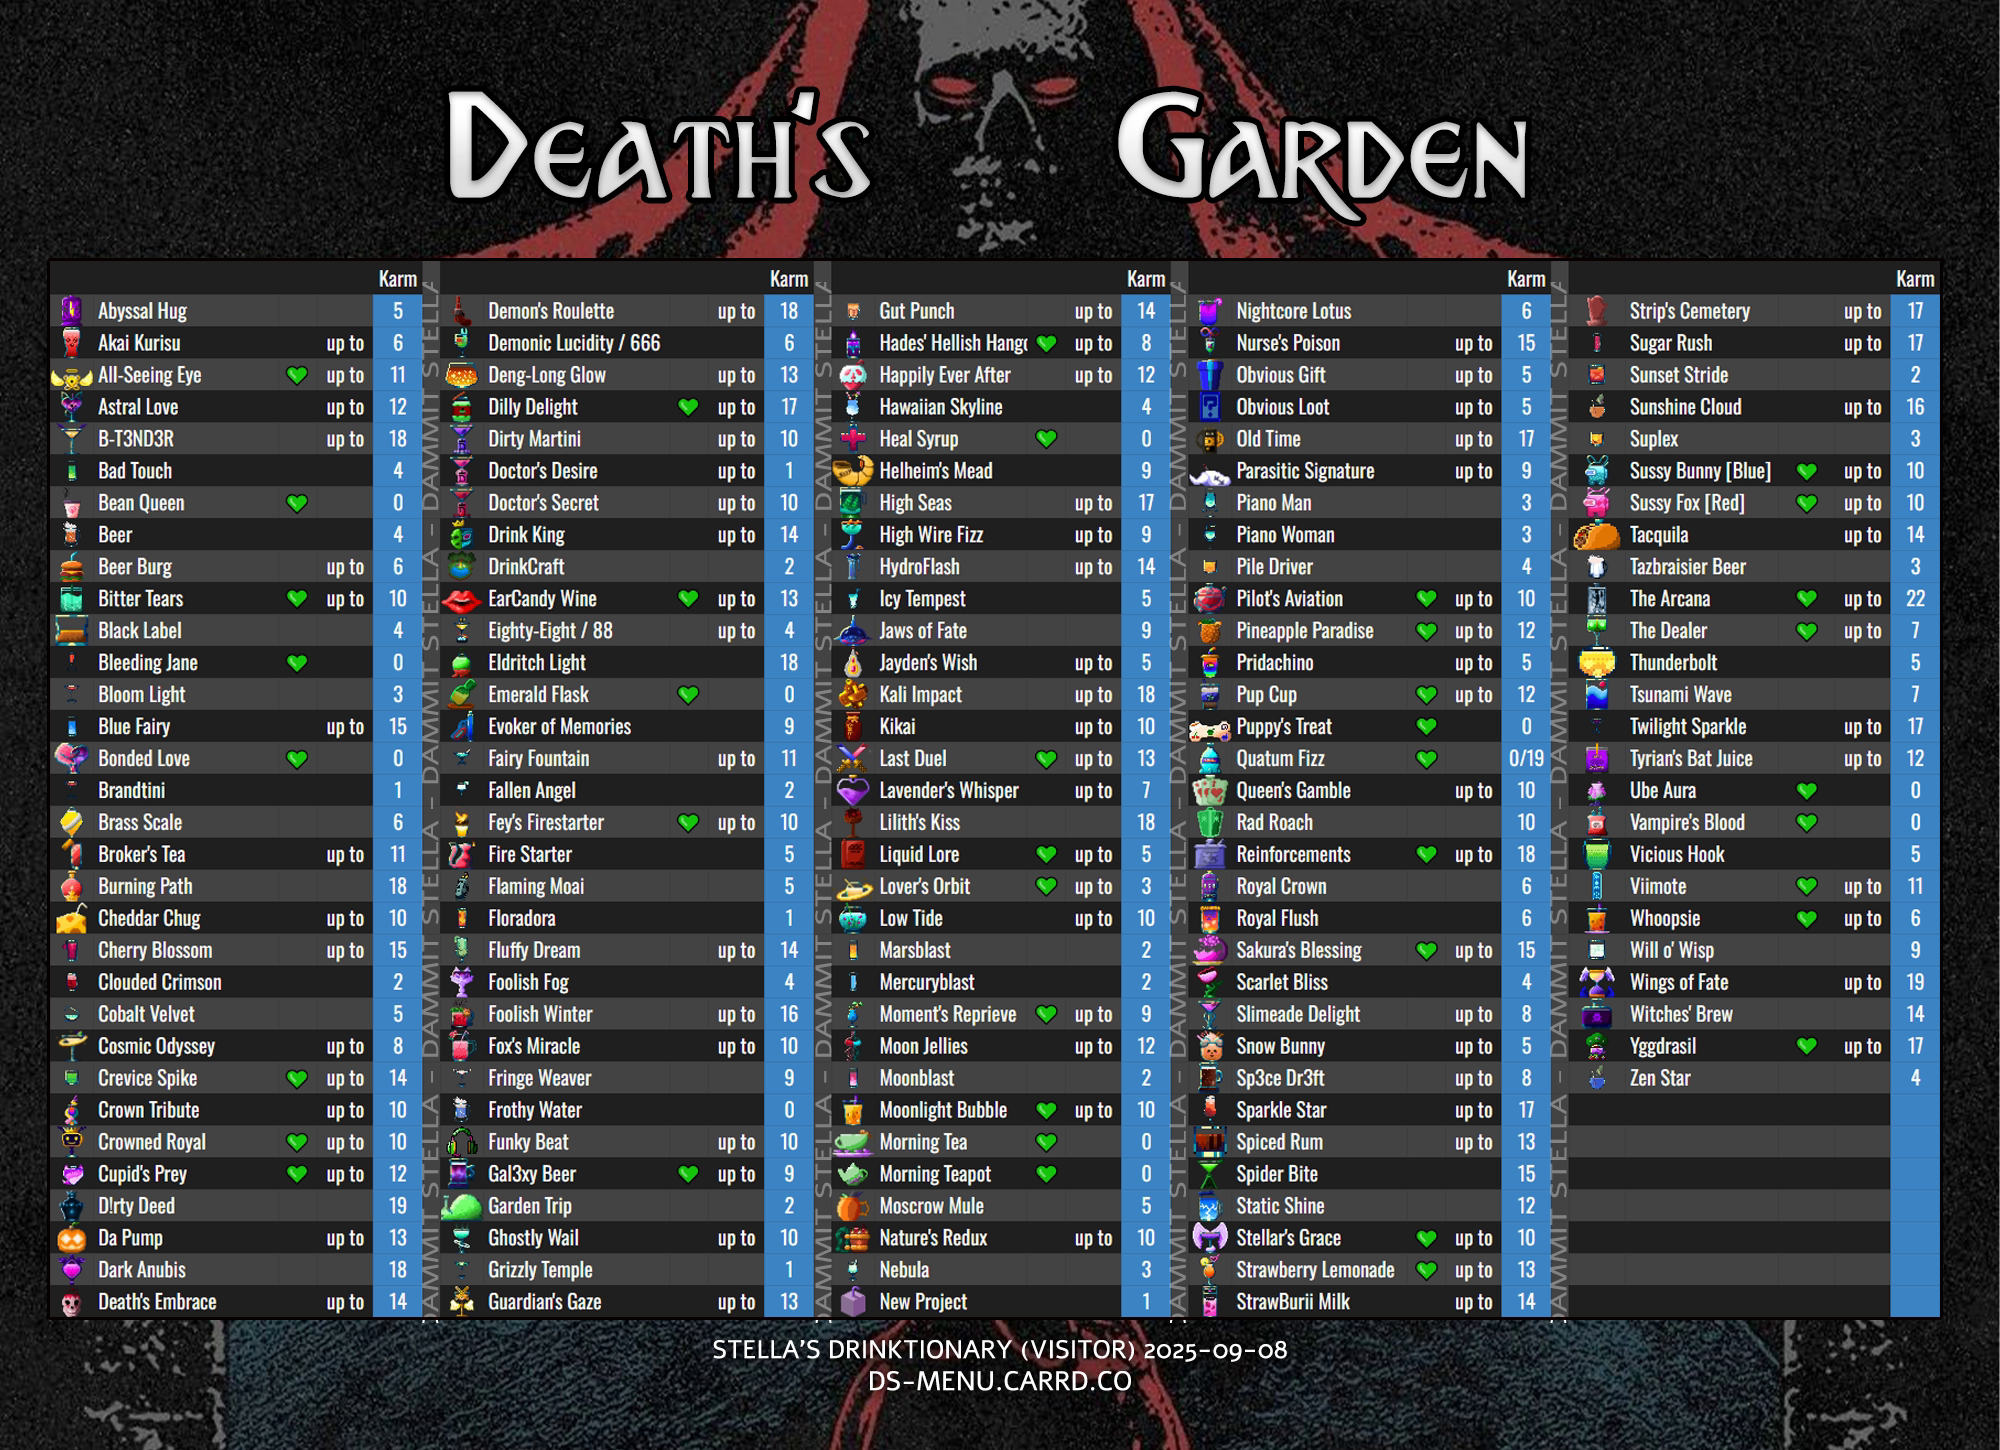 DEATH'S GARDEN
Karm
Abyssal Hug 5
Akai Kurisu up to 6
All-Seeing Eye up to 11
Astral Love up to 12
B-T3ND3R up to 18
Bad Touch 4
Bean Queen 0
Beer 4
Beer Burg up to 6
Bitter Tears up to 10
Black Label 4
Bleeding Jane 0
Bloom Light 3
Blue Fairy up to 15
Bonded Love 0
Brandtini 1
Brass Scale 6
Broker's Tea up to 11
Burning Path 18
Cheddar Chug up to 10
Cherry Blossom up to 15
Clouded Crimson 2
Cobalt Velvet 5
Cosmic Odyssey up to 8
Crevice Spike up to 14
Crown Tribute up to 10
Crowned Royal up to 10
Cupid's Prey up to 12
D!rty Deed 19
Da Pump up to 13
Dark Anubis 18
Death's Embrace up to 14
STELLA - DAMMIT STELLA - DAMMIT STELLA - DAMMIT STELLA
Karm
Demon's Roulette up to 18
Demonic Lucidity / 666 6
Deng-Long Glow up to 13
Dilly Delight up to 17
Dirty Martini up to 10
Doctor's Desire up to 1
Doctor's Secret up to 10
Drink King up to 14
DrinkCraft 2
EarCandy Wine up to 13
Eighty-Eight / 88 up to 4
Eldritch Light 18
Emerald Flask 0
Evoker of Memories 9
Fairy Fountain up to 11
Fallen Angel 2
Fey's Firestarter up to 10
Fire Starter 5
Flaming Moai 5
Floradora 1
Fluffy Dream up to 14
Foolish Fog 4
Foolish Winter up to 16
Fox's Miracle up to 10
Fringe Weaver 9
Frothy Water 0
Funky Beat up to 10
Gal3xy Beer up to 9
Garden Trip 2
Ghostly Wail up to 10
Grizzly Temple 1
Guardian's Gaze up to 13
STELLA - DAMMIT STELLA - DAMMIT STELLA - DAMMIT STELLA
Karm
Gut Punch up to 14
Hades' Hellish Hang up to 8
Happily Ever After up to 12
Hawaiian Skyline 4
Heal Syrup 0
Helheim's Mead 9
High Seas up to 17
High Wire Fizz up to 9
HydroFlash up to 14
Icy Tempest 5
Jaws of Fate 9
Jayden's Wish up to 5
Kali Impact up to 18
Kikai up to 10
Last Duel up to 13
Lavender's Whisper up to 7
Lilith's Kiss 18
Liquid Lore up to 5
Lover's Orbit up to 3
Low Tide up to 10
Marsblast 2
Mercuryblast 2
Moment's Reprieve up to 9
Moon Jellies up to 12
Moonblast 2
Moonlight Bubble up to 10
Morning Tea 0
Morning Teapot 0
Moscrow Mule 5
Nature's Redux up to 10
Nebula 3
New Project 1
STELLA - DAMMIT STELLA - DAMMIT STELLA - DAMMIT STELLA
Karm
Nightcore Lotus 6
Nurse's Poison up to 15
Obvious Gift up to 5
Obvious Loot up to 5
Old Time up to 17
Parasitic Signature up to 9
Piano Man 3
Piano Woman 3
Pile Driver 4
Pilot's Aviation up to 10
Pineapple Paradise up to 12
Pridachino up to 5
Pup Cup up to 12
Puppy's Treat 0
Quatum Fizz 0/19
Queen's Gamble up to 10
Rad Roach 10
Reinforcements up to 18
Royal Crown 6
Royal Flush 6
Sakura's Blessing up to 15
Scarlet Bliss 4
Slimeade Delight up to 8
Snow Bunny up to 5
Sp3ce Dr3ft up to 8
Sparkle Star up to 17
Spiced Rum up to 13
Spider Bite 15
Static Shine 12
Stellar's Grace up to 10
Strawberry Lemonade up to 13
StrawBurii Milk up to 14
STELLA - DAMMIT STELLA - DAMMIT STELLA - DAMMIT STELLA
Karm
Strip's Cemetery up to 17
Sugar Rush up to 17
Sunset Stride 2
Sunshine Cloud up to 16
Suplex 3
Sussy Bunny [Blue] up to 10
Sussy Fox [Red] up to 10
Tacquila up to 14
Tazbraisier Beer 3
The Arcana up to 22
The Dealer up to 7
Thunderbolt 5
Tsunami Wave 7
Twilight Sparkle up to 17
Tyrian's Bat Juice up to 12
Ube Aura 0
Vampire's Blood 0
Vicious Hook 5
Viimote up to 11
Whoopsie up to 6
Will o' Wisp 9
Wings of Fate up to 19
Witches' Brew 14
Yggdrasil up to 17
Zen Star 4
STELLA'S DRINKTIONARY (VISITOR) 2025-09-08
DS-MENU.CARRD.CO